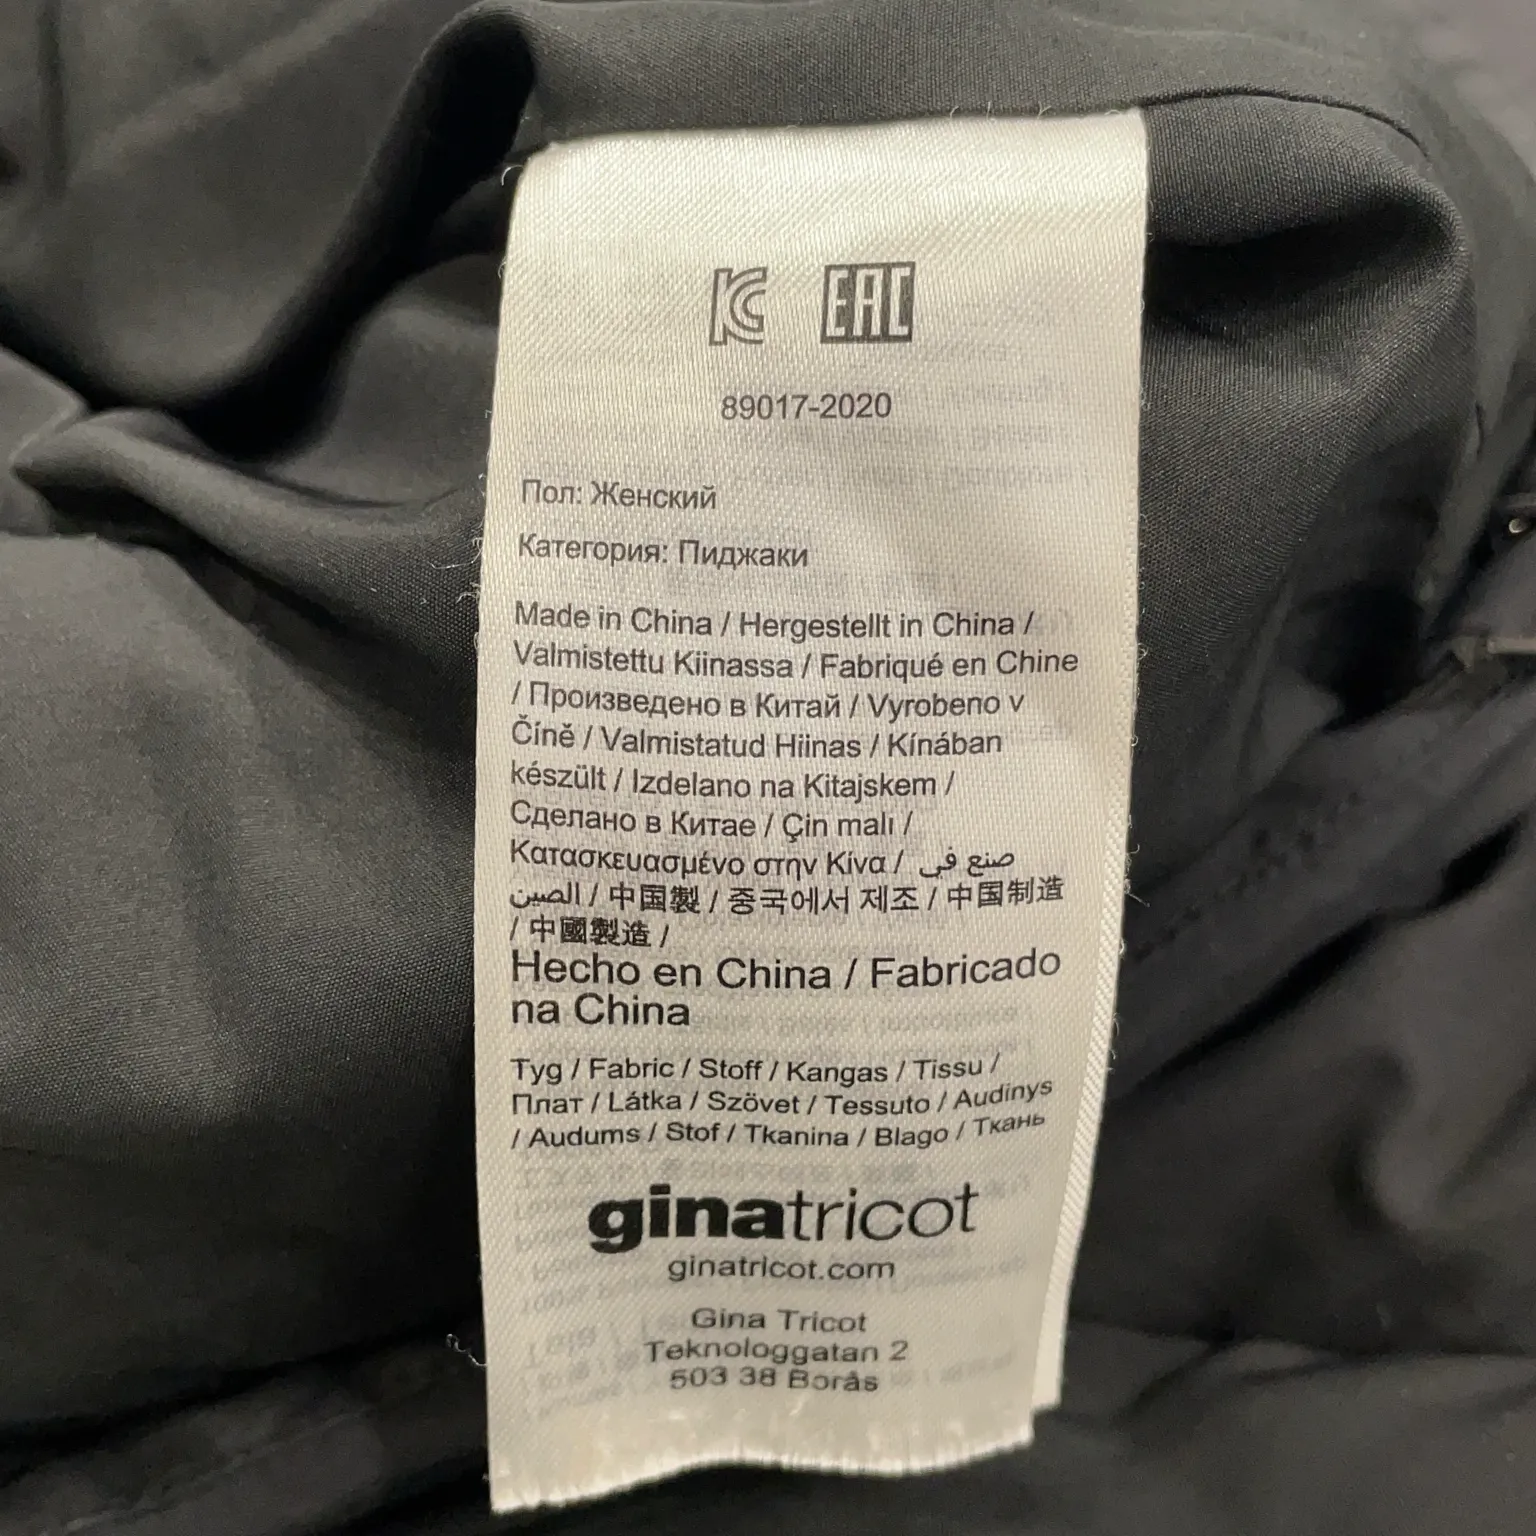 KC EAC
89017-2020
Пол: Женский
Категория: Пиджаки
Made in China / Hergestellt in China /
Valmistettu Kiinassa / Fabriqué en Chine
/ Произведено в Китай / Vyrobeno v
Číně / Valmistatud Hiinas / Kínában
készült / Izdelano na Kitajskem /
Сделано в Китае / Çin malı /
Κατασκευασμένο στην Κίνα / صنع في
الصين / 中国製 / 중국에서 제조 / 中国制造
/ 中國製造 /
Hecho en China / Fabricado
na China
Tyg / Fabric / Stoff / Kangas / Tissu /
Плат / Látka / Szövet / Tessuto / Audinys
/ Audums / Stof / Tkanina / Blago / Ткань
ginatricot
ginatricot.com
Gina Tricot
Teknologgatan 2
503 38 Borås